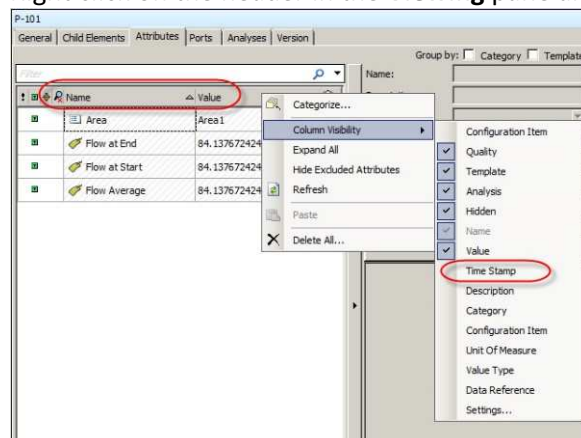 P-101
General Child Elements Attributes Ports Analyses Version
Group by: Category Template
Filter
Name:
Name Value
Area Area1
Flow at End 84.137672424
Flow at Start 84.137672424
Flow Average 84.137672424
Categorize...
Column Visibility
Expand All
Hide Excluded Attributes
Refresh
Paste
Delete All...
Configuration Item
Quality
Template
Analysis
Hidden
Name
Value
Time Stamp
Description
Category
Configuration Item
Unit Of Measure
Value Type
Data Reference
Settings...